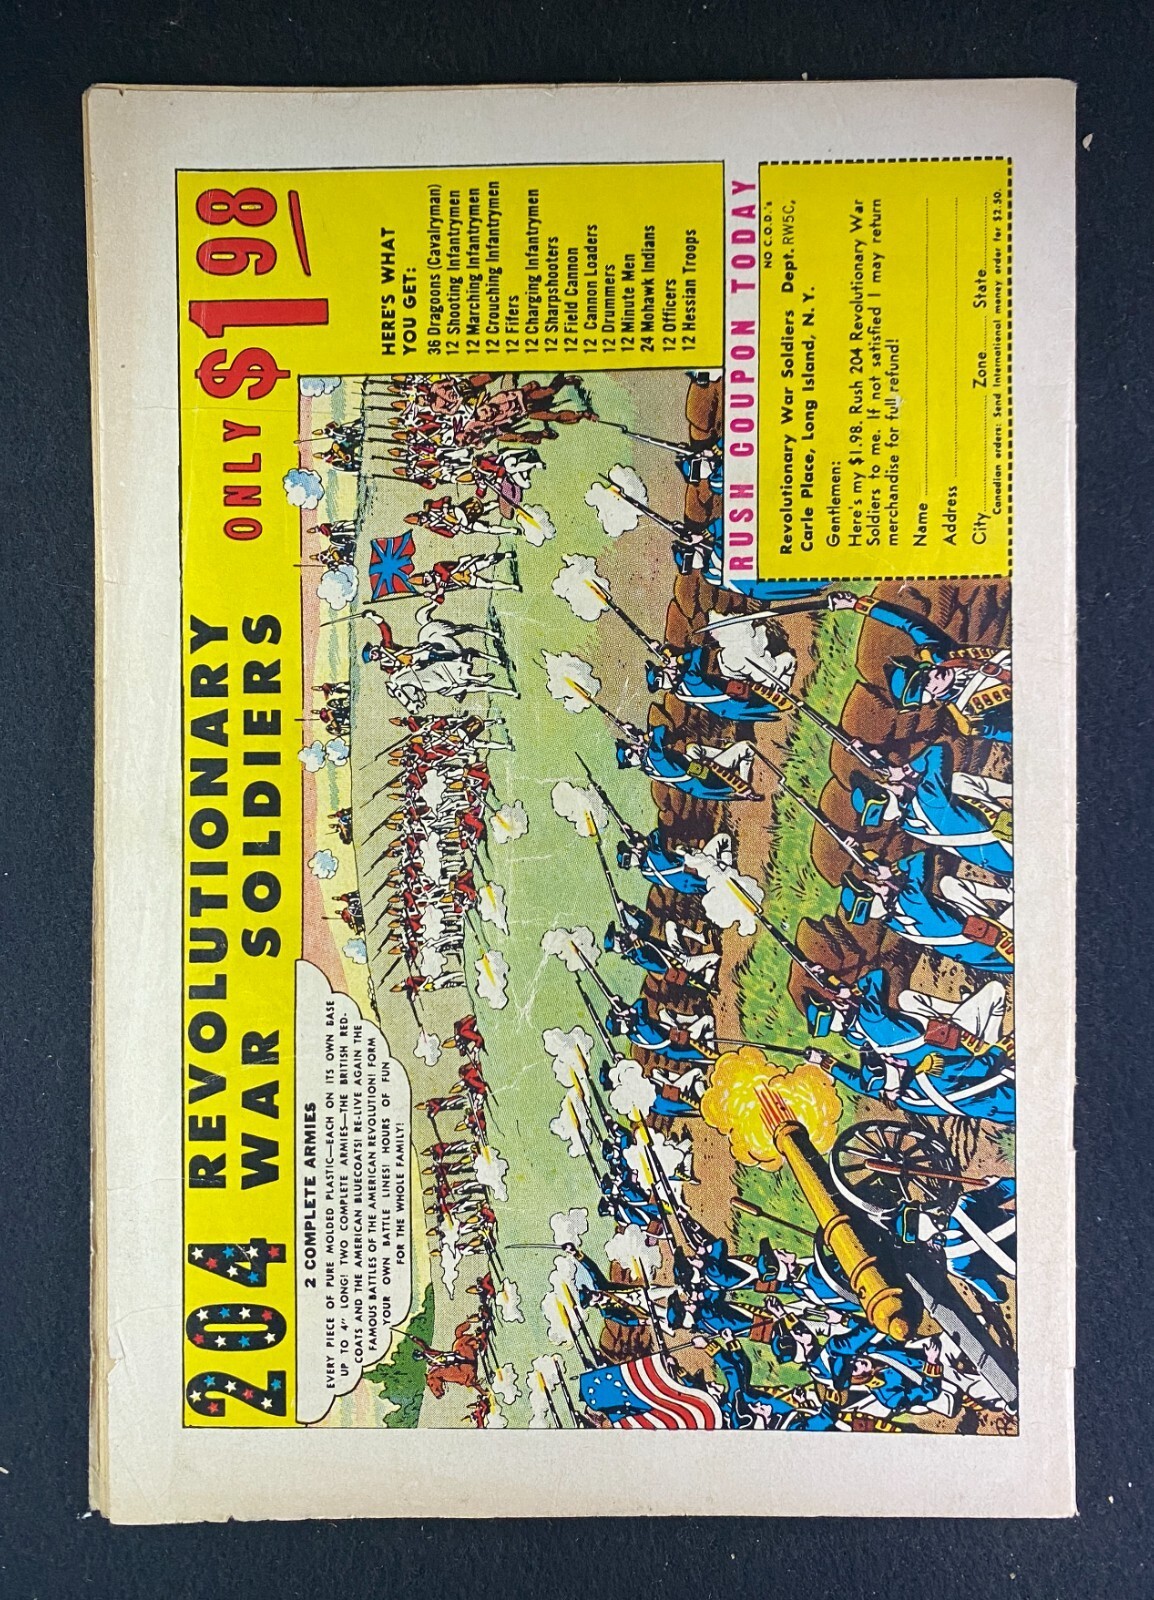 204 REVOLUTIONARY
WAR SOLDIERS
ONLY $198
2 COMPLETE ARMIES
EVERY PIECE OF PURE MOLDED PLASTIC—EACH ON ITS OWN BASE
UP TO 4" LONG! TWO COMPLETE ARMIES—THE BRITISH RED-
COATS AND THE AMERICAN BLUECOATS! RE-LIVE AGAIN THE
FAMOUS BATTLES OF THE AMERICAN REVOLUTION! FORM
YOUR OWN BATTLE LINES! HOURS OF FUN
FOR THE WHOLE FAMILY!
HERE'S WHAT
YOU GET:
36 Dragoons (Cavalryman)
12 Shooting Infantrymen
12 Marching Infantrymen
12 Crouching Infantrymen
12 Fifers
12 Charging Infantrymen
12 Sharpshooters
12 Field Cannon
12 Cannon Loaders
12 Drummers
12 Minute Men
24 Mohawk Indians
12 Officers
12 Hessian Troops
RUSH COUPON TODAY
NO C.O.D.'s
Revolutionary War Soldiers Dept. RW5C,
Carle Place, Long Island, N. Y.
Gentlemen:
Here's my $1.98. Rush 204 Revolutionary War
Soldiers to me. If not satisfied I may return
merchandise for full refund!
Name
Address
City Zone State
Canadian orders: Send International money order for $2.50.